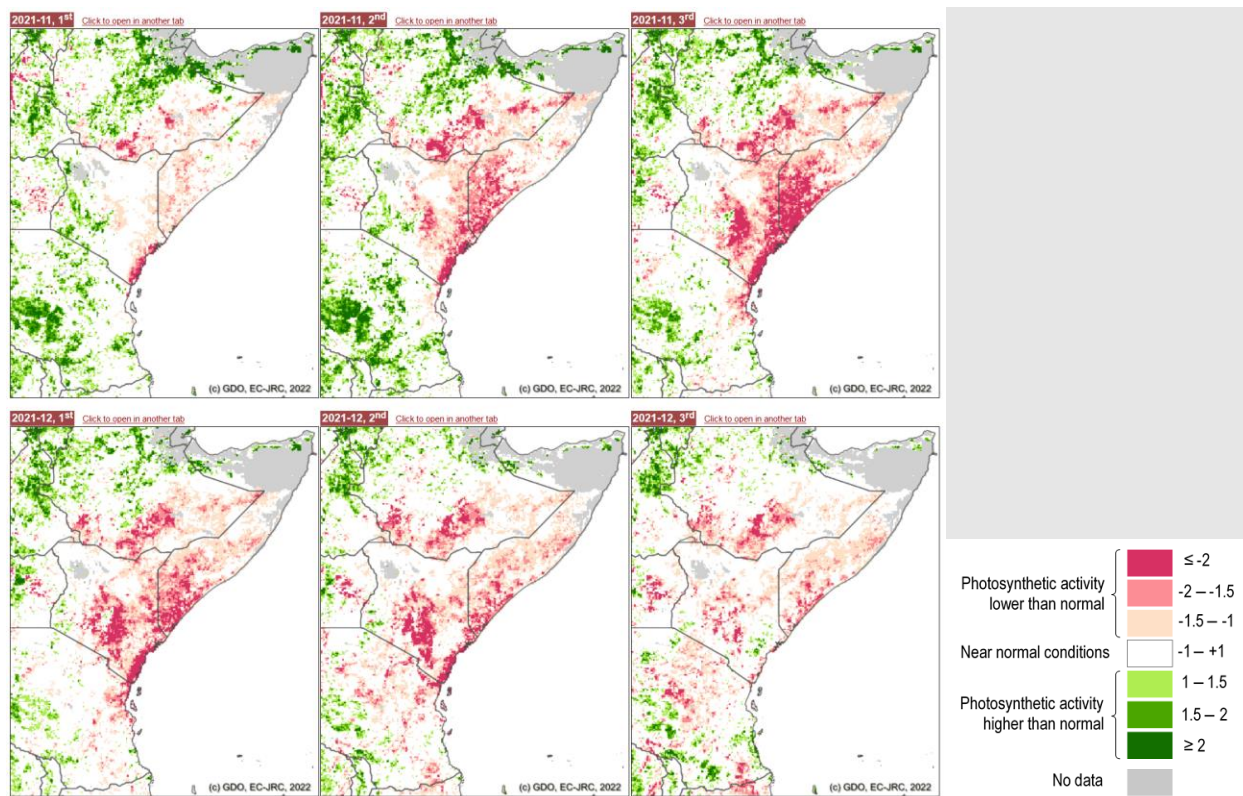 2021-11, 1st Click to open in another tab
2021-11, 2nd Click to open in another tab
2021-11, 3rd Click to open in another tab
(c) GDO, EC-JRC, 2022
(c) GDO, EC-JRC, 2022
(c) GDO, EC-JRC, 2022
2021-12, 1st Click to open in another tab
2021-12, 2nd Click to open in another tab
2021-12, 3rd Click to open in another tab
(c) GDO, EC-JRC, 2022
(c) GDO, EC-JRC, 2022
(c) GDO, EC-JRC, 2022
Photosynthetic activity
lower than normal
≤ -2
-2 – -1.5
-1.5 – -1
Near normal conditions
-1 – +1
Photosynthetic activity
higher than normal
1 – 1.5
1.5 – 2
≥ 2
No data